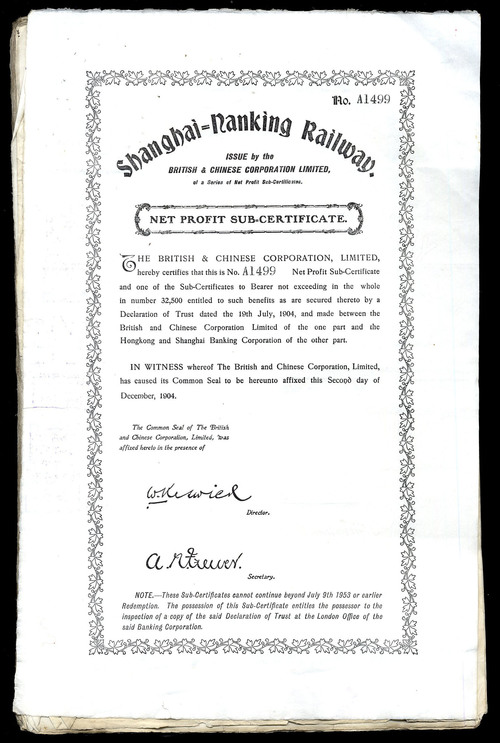 No. A1499
Shanghai=Nanking Railway.
ISSUE by the
BRITISH & CHINESE CORPORATION LIMITED,
of a Series of Net Profit Sub-Certificates.
NET PROFIT SUB-CERTIFICATE.
THE BRITISH & CHINESE CORPORATION, LIMITED,
hereby certifies that this is No. A1499 Net Profit Sub-Certificate
and one of the Sub-Certificates to Bearer not exceeding in the whole
in number 32,500 entitled to such benefits as are secured thereto by a
Declaration of Trust dated the 19th July, 1904, and made between the
British and Chinese Corporation Limited of the one part and the
Hongkong and Shanghai Banking Corporation of the other part.
IN WITNESS whereof The British and Chinese Corporation, Limited,
has caused its Common Seal to be hereunto affixed this Second day of
December, 1904.
The Common Seal of The British
and Chinese Corporation, Limited, was
affixed hereto in the presence of
W. Keswick
Director.
Secretary.
NOTE.—These Sub-Certificates cannot continue beyond July 9th 1953 or earlier
Redemption. The possession of this Sub-Certificate entitles the possessor to the
inspection of a copy of the said Declaration of Trust at the London Office of the
said Banking Corporation.